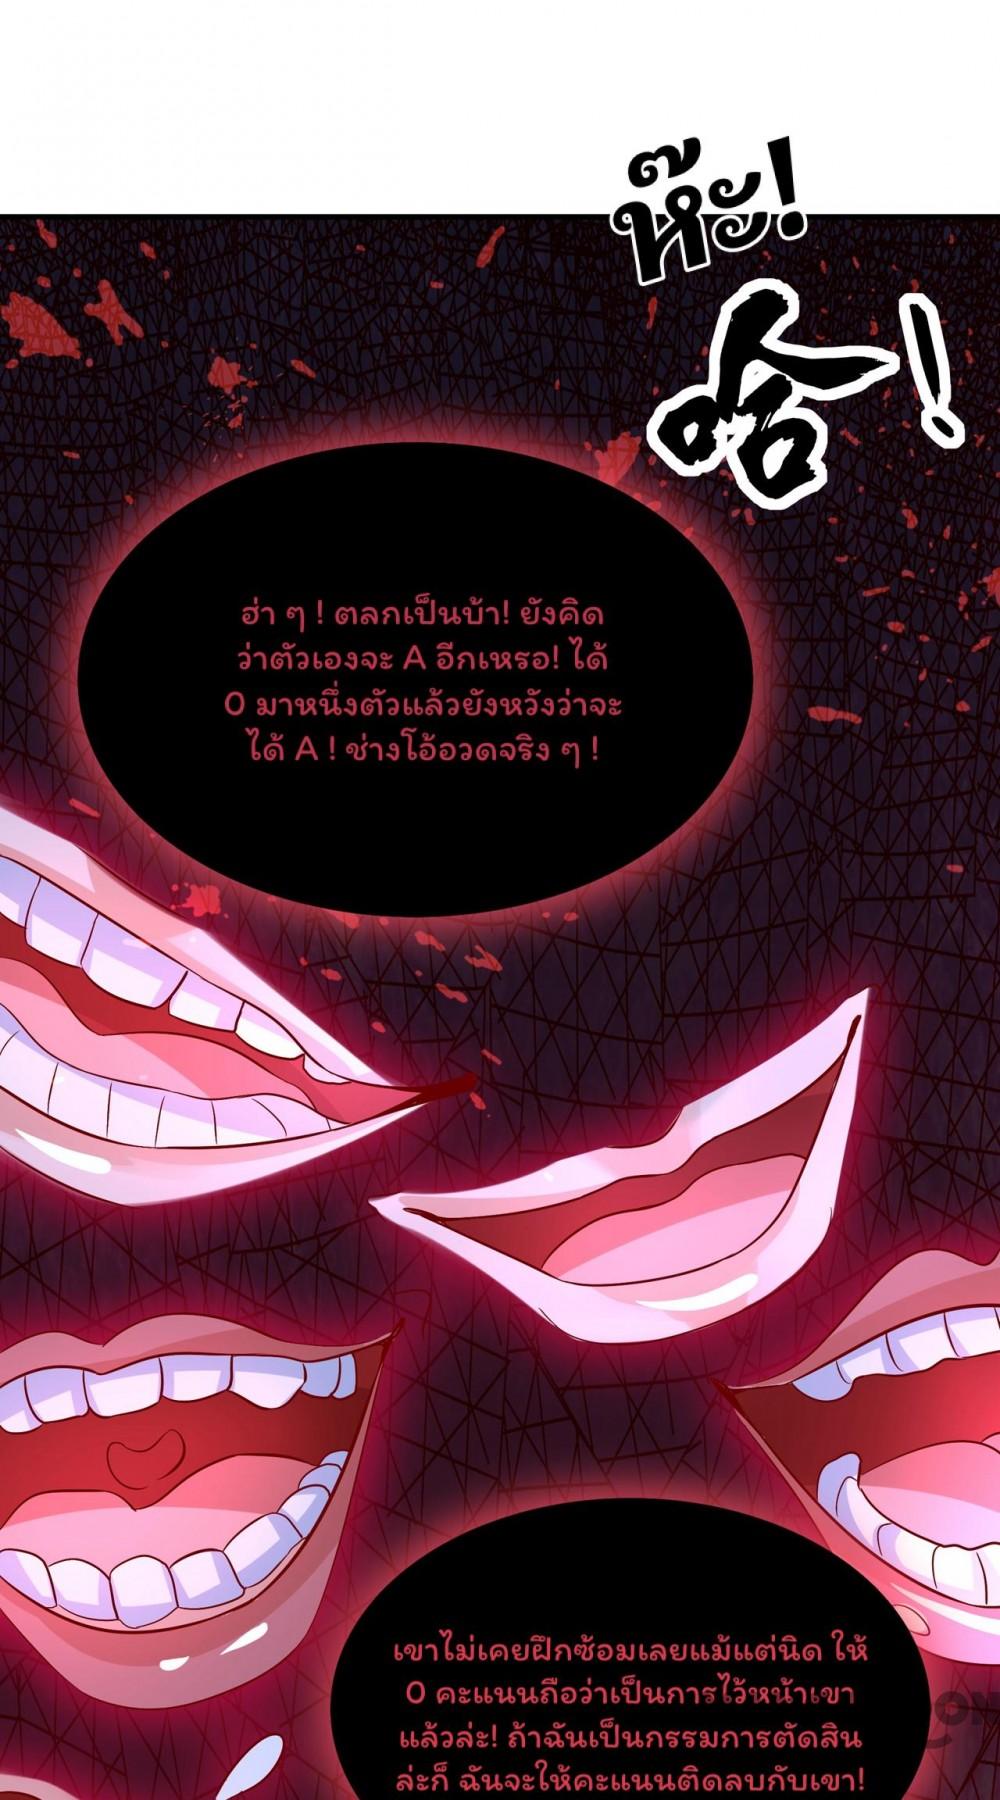 ห๊ะ!
哈!
ฮ่า ๆ ! ตลกเป็นบ้า! ยังคิด
ว่าตัวเองจะ A อีกเหรอ! ได้
0 มาหนึ่งตัวแล้วยังหวังว่าจะ
ได้ A ! ช่างโอ้อวดจริง ๆ !
เขาไม่เคยฝึกซ้อมเลยแม้แต่นิด ให้
0 คะแนนถือว่าเป็นการไว้หน้าเขา
แล้วล่ะ! ถ้าฉันเป็นกรรมการตัดสิน
ล่ะก็ ฉันจะให้คะแนนติดลบกับเขา!